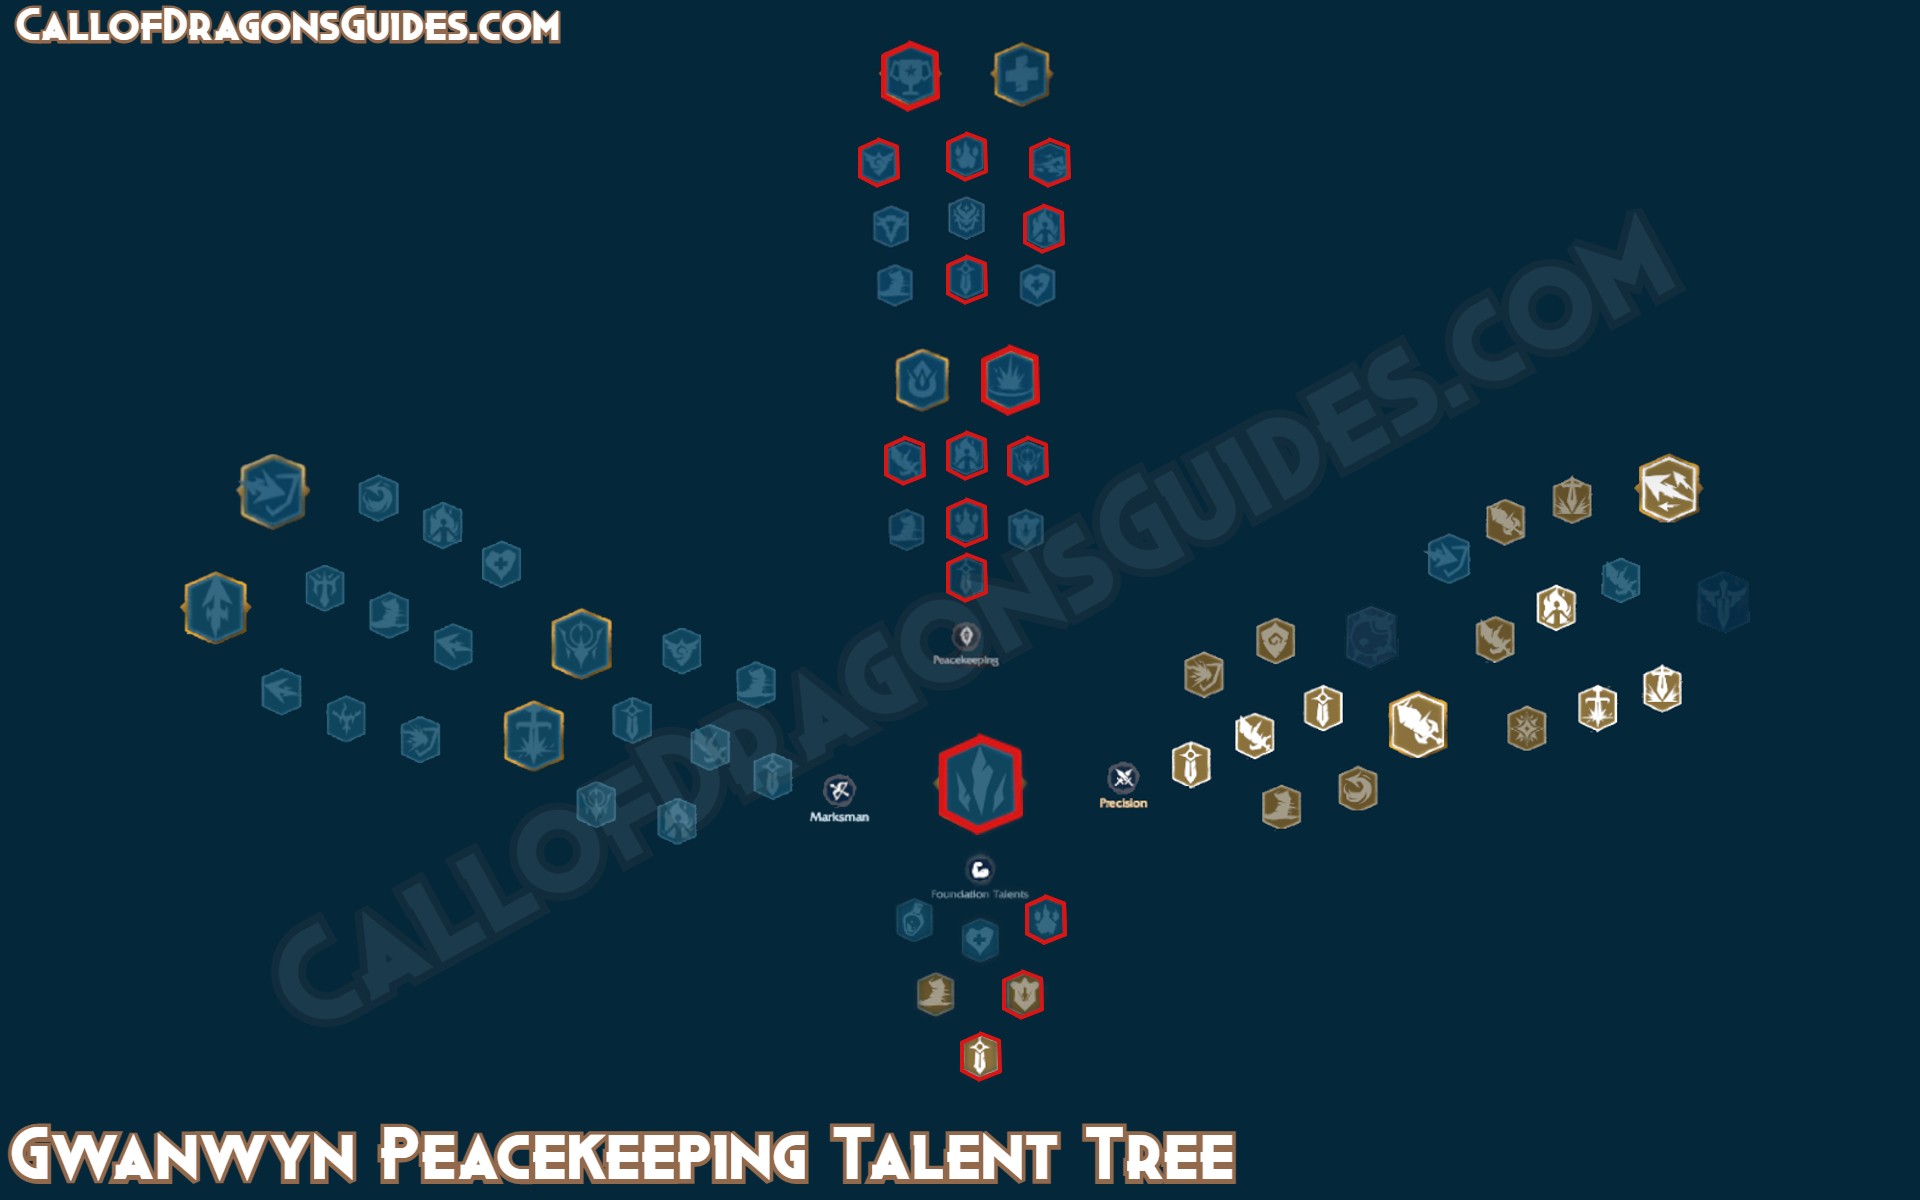 CallofDragonsGuides.com
CallofDragonsGuides.com
Peacekeeping
Marksman
Precision
Foundation Talents
Gwanwyn Peacekeeping Talent Tree